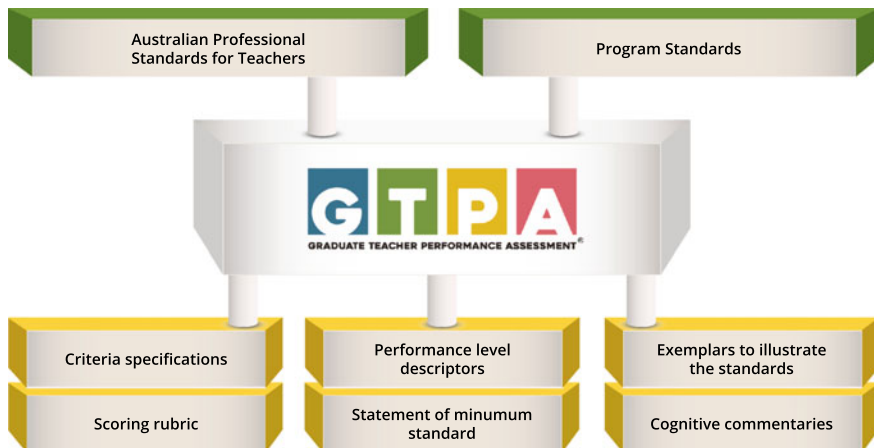 Australian Professional
Standards for Teachers
Program Standards
GTPA
GRADUATE TEACHER PERFORMANCE ASSESSMENT®
Criteria specifications
Performance level
descriptors
Exemplars to illustrate
the standards
Scoring rubric
Statement of minumum
standard
Cognitive commentaries